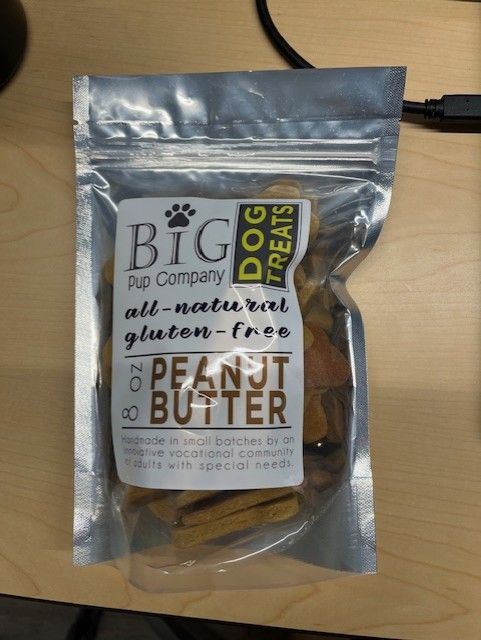 BiG
Pup Company
DOG
TREATS
all-natural
gluten-free
8 OZ
PEANUT
BUTTER
Handmade in small batches by an
innovative vocational community
of adults with special needs.